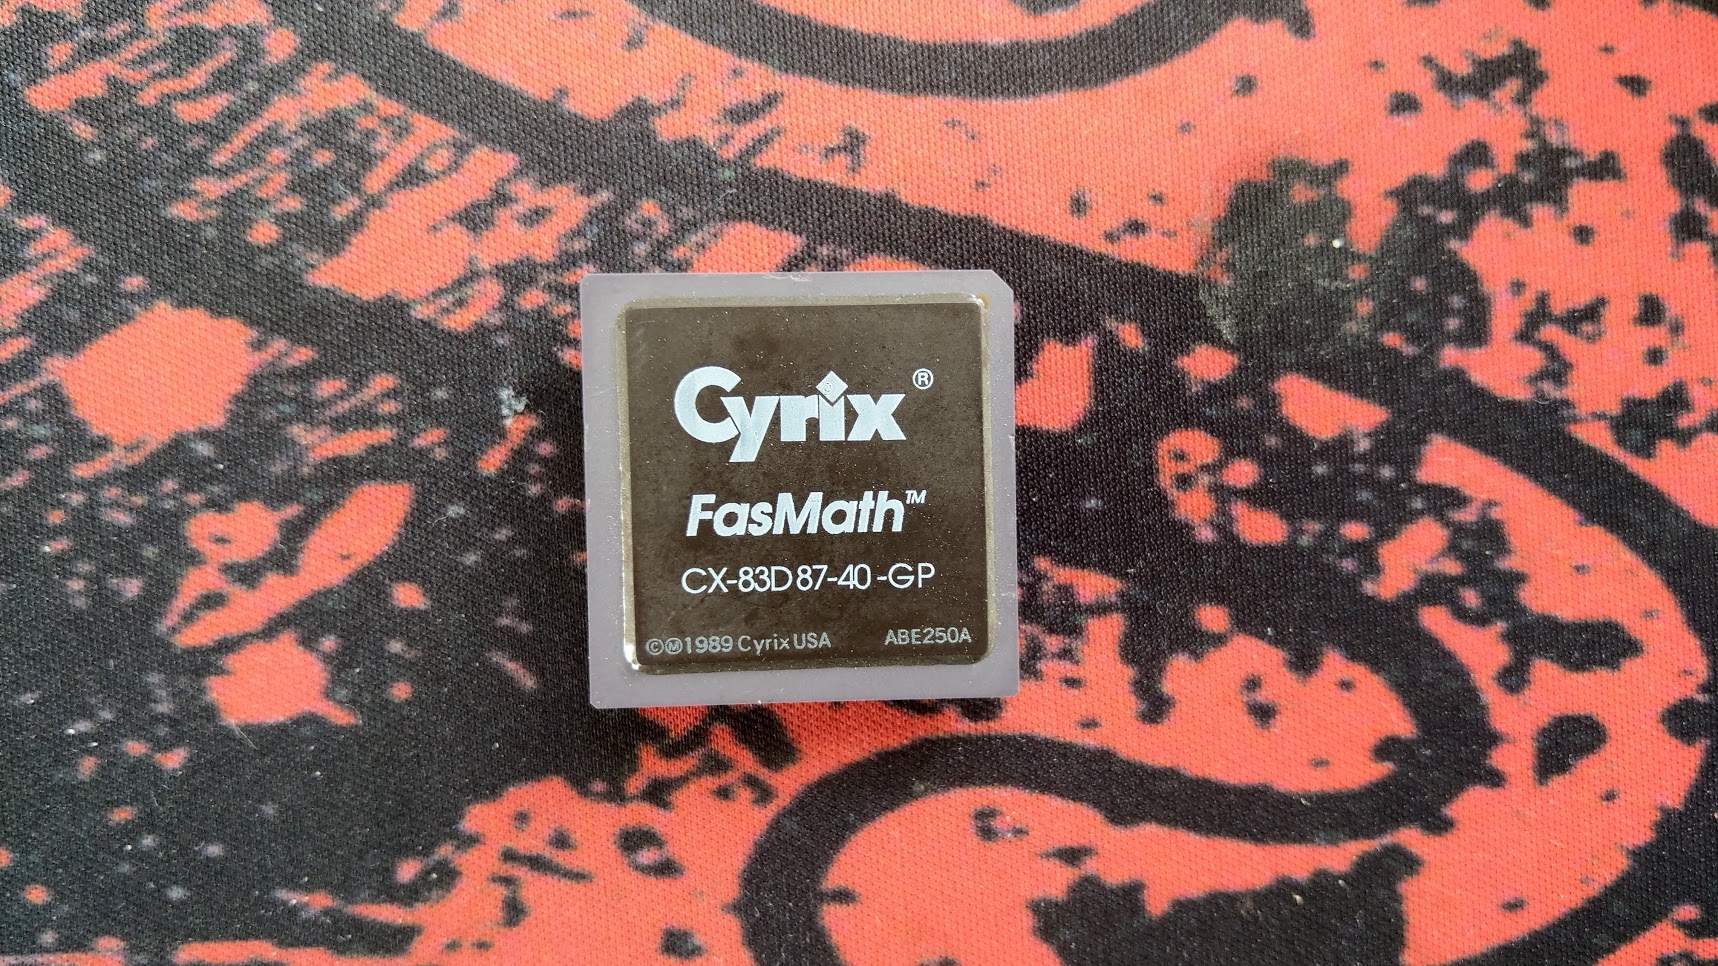 Cyrix ®
FasMath™
CX-83D87-40-GP
©Ⓜ1989 Cyrix USA ABE250A